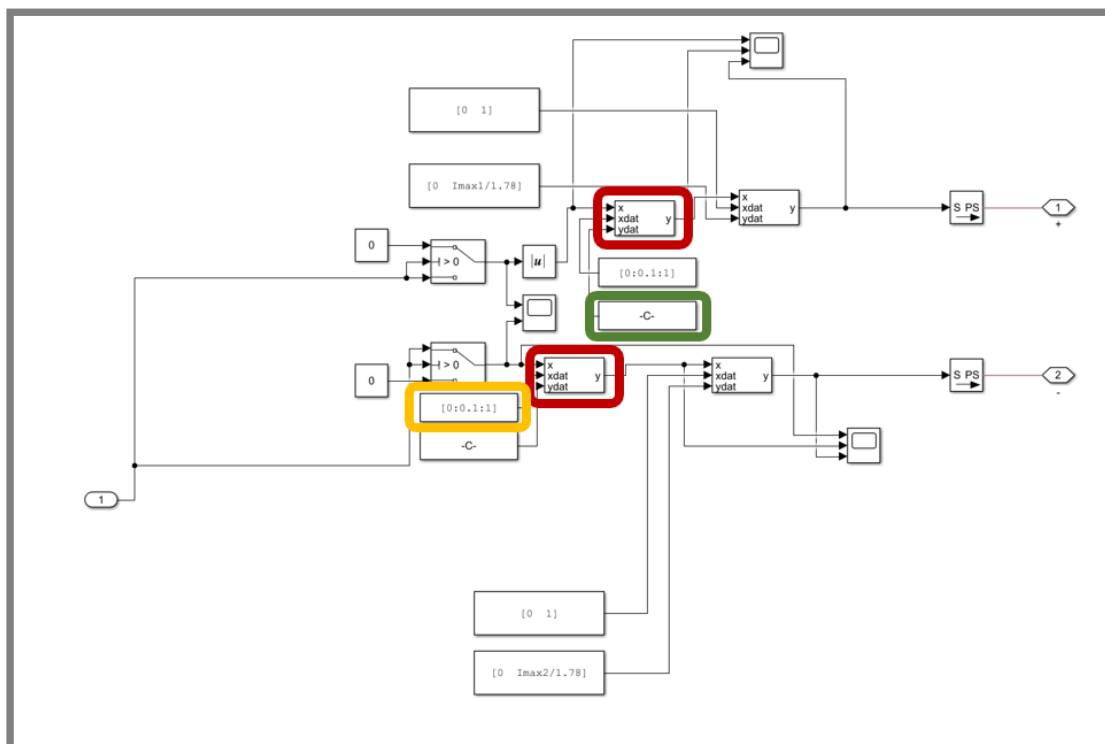 [0 1]
[0 Imax1/1.78]
x
xdat
ydat
y
x
xdat
ydat
y
S PS
1
+
0
> 0
|u|
[0:0.1:1]
-C-
0
> 0
x
xdat
ydat
y
x
xdat
ydat
y
S PS
2
-
[0:0.1:1]
-C-
1
[0 1]
[0 Imax2/1.78]